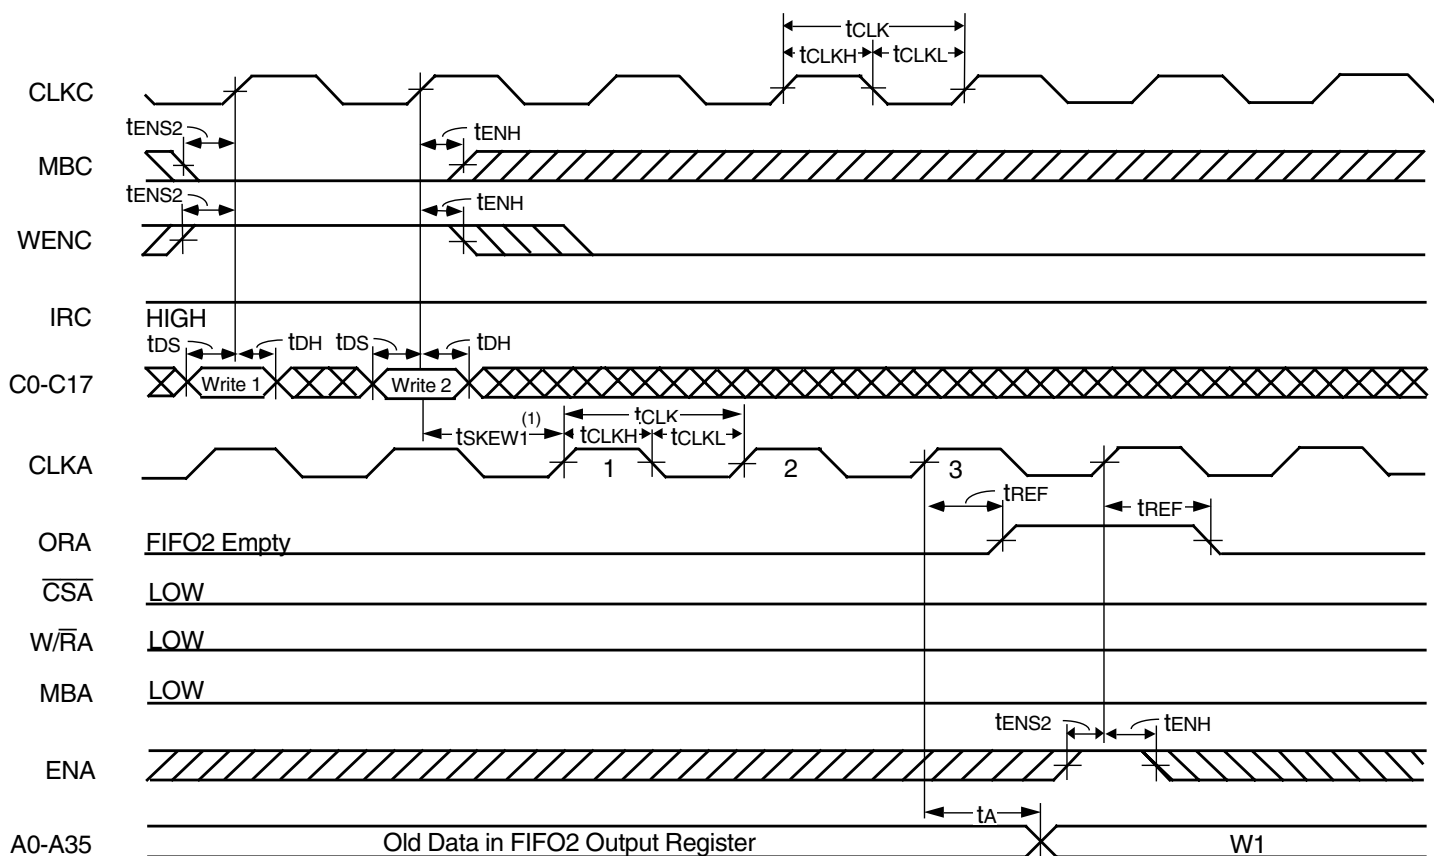 tCLK
tCLKH tCLKL
CLKC
tENS2 tENH
MBC
tENS2 tENH
WENC
IRC HIGH
tDS tDH tDS tDH
C0-C17 Write 1 Write 2
tSKEW1(1) tCLK
tCLKH tCLKL
CLKA 1 2 3
tREF tREF
ORA FIFO2 Empty
CSA LOW
W/RA LOW
MBA LOW
tENS2 tENH
ENA
tA
A0-A35 Old Data in FIFO2 Output Register W1